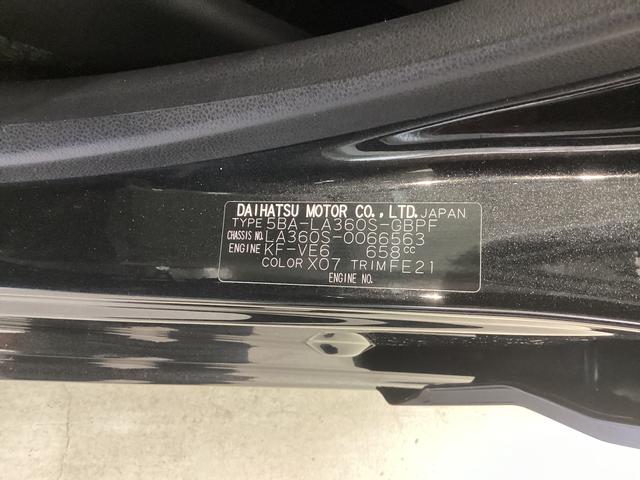 DAIHATSU MOTOR CO., LTD. JAPAN
TYPE 5BA-LA360S-GBPF
CHASSIS NO. LA360S-0066563
ENGINE KF-VE6 658cc
COLOR X07 TRIM FE21
ENGINE NO.